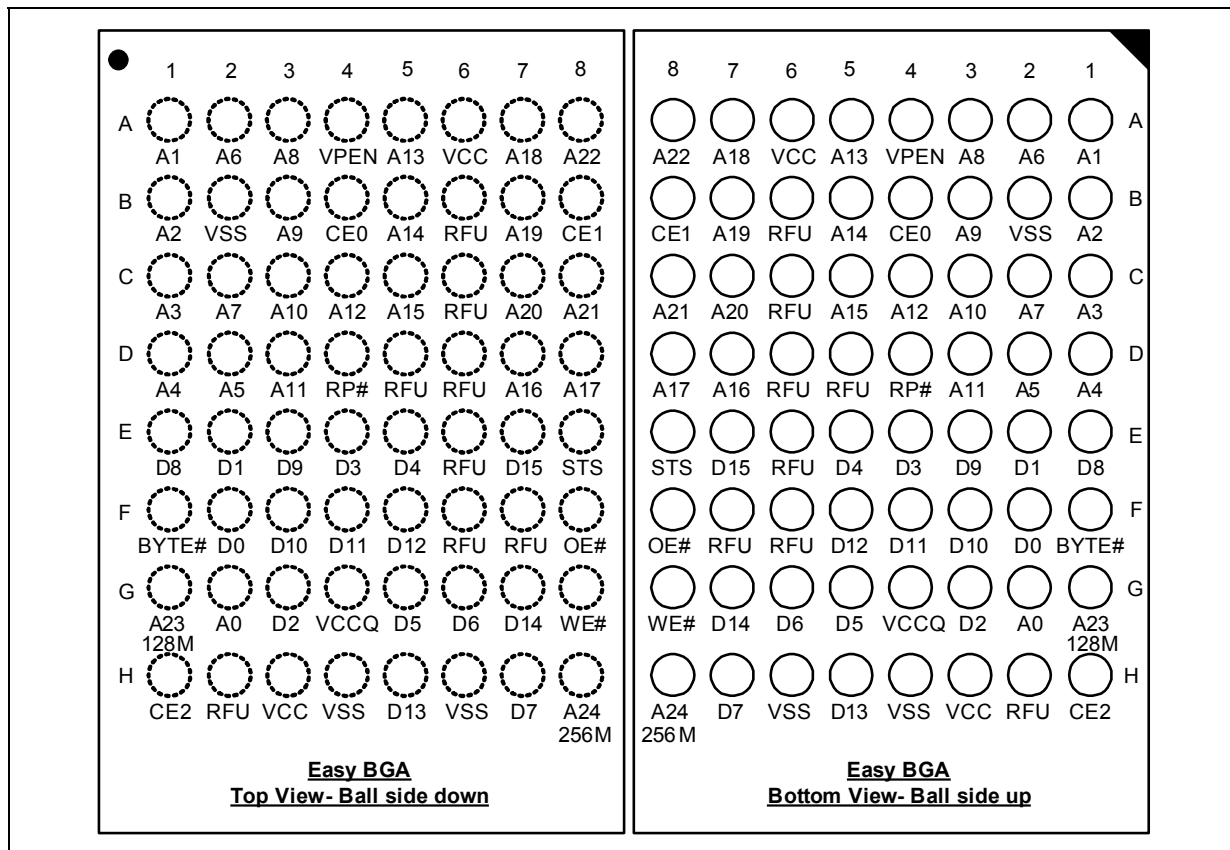 1 2 3 4 5 6 7 8
A
A1 A6 A8 VPEN A13 VCC A18 A22
B
A2 VSS A9 CE0 A14 RFU A19 CE1
C
A3 A7 A10 A12 A15 RFU A20 A21
D
A4 A5 A11 RP# RFU RFU A16 A17
E
D8 D1 D9 D3 D4 RFU D15 STS
F
BYTE# D0 D10 D11 D12 RFU RFU OE#
G
A23 A0 D2 VCCQ D5 D6 D14 WE#
128M
H
CE2 RFU VCC VSS D13 VSS D7 A24
256M
Easy BGA
Top View- Ball side down
8 7 6 5 4 3 2 1
A
A22 A18 VCC A13 VPEN A8 A6 A1
B
CE1 A19 RFU A14 CE0 A9 VSS A2
C
A21 A20 RFU A15 A12 A10 A7 A3
D
A17 A16 RFU RFU RP# A11 A5 A4
E
STS D15 RFU D4 D3 D9 D1 D8
F
OE# RFU RFU D12 D11 D10 D0 BYTE#
G
WE# D14 D6 D5 VCCQ D2 A0 A23
128M
H
A24 D7 VSS D13 VSS VCC RFU CE2
256M
Easy BGA
Bottom View- Ball side up